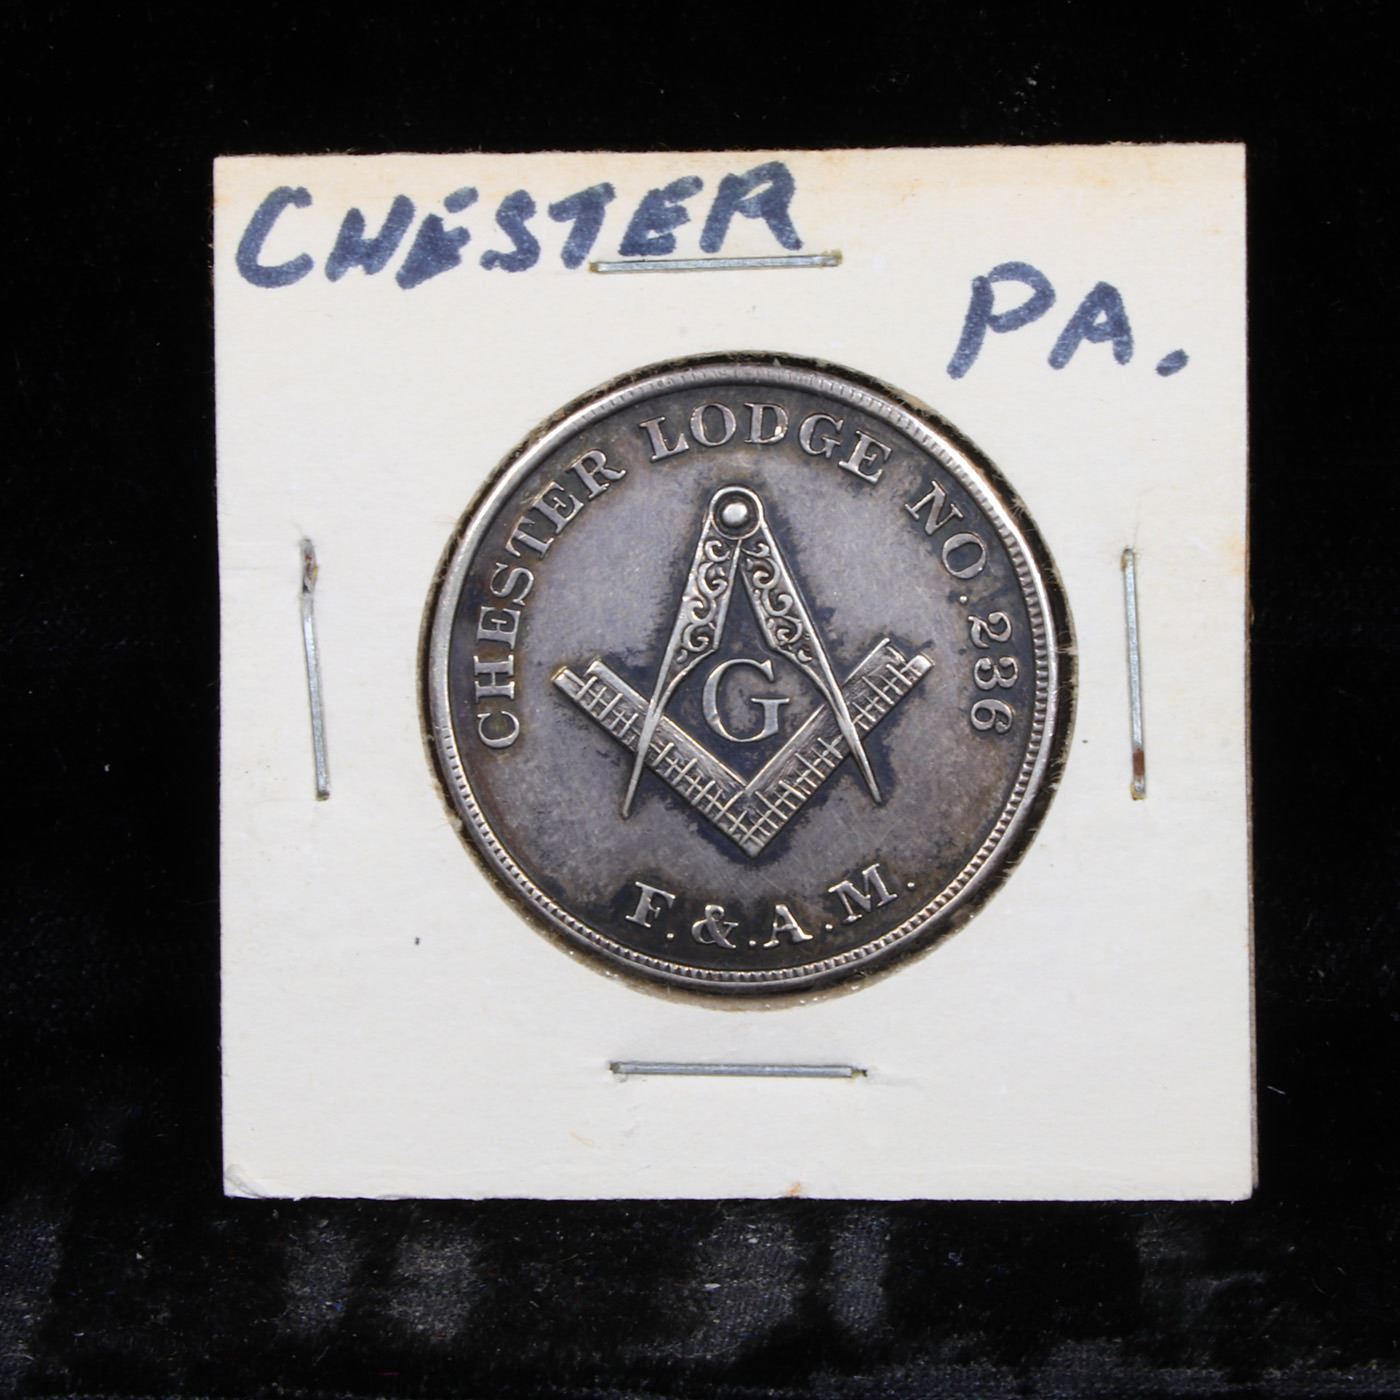 CHESTER
PA.
CHESTER LODGE NO. 236
G
F. & . A . M .